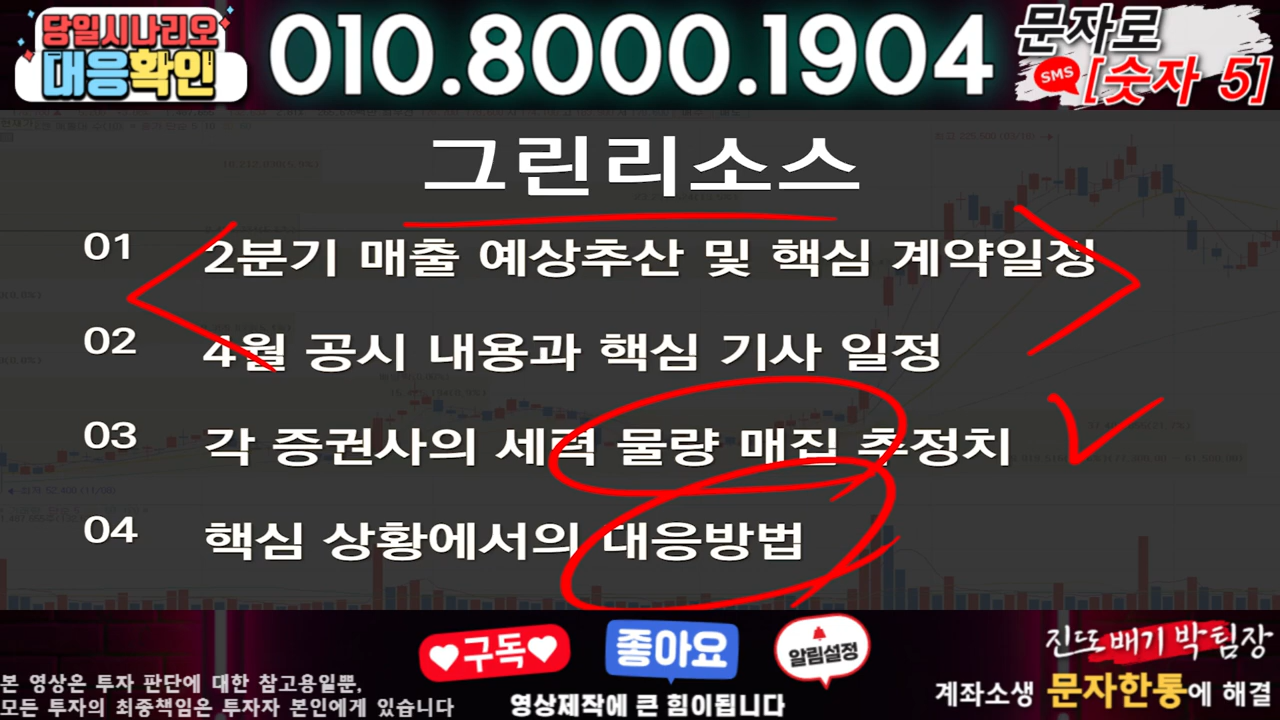 당일시나리오
대응확인
010.8000.1904
문자로
SMS
[숫자 5]
그린리소스
01 2분기 매출 예상추산 및 핵심 계약일정
02 4월 공시 내용과 핵심 기사 일정
03 각 증권사의 세력 물량 매진 추정치
04 핵심 상황에서의 대응방법
구독
좋아요
알림설정
영상제작에 큰 힘이됩니다
본 영상은 투자 판단에 대한 참고용일뿐,
모든 투자의 최종책임은 투자자 본인에게 있습니다
진또배기 박팀장
계좌소생 문자한통에 해결